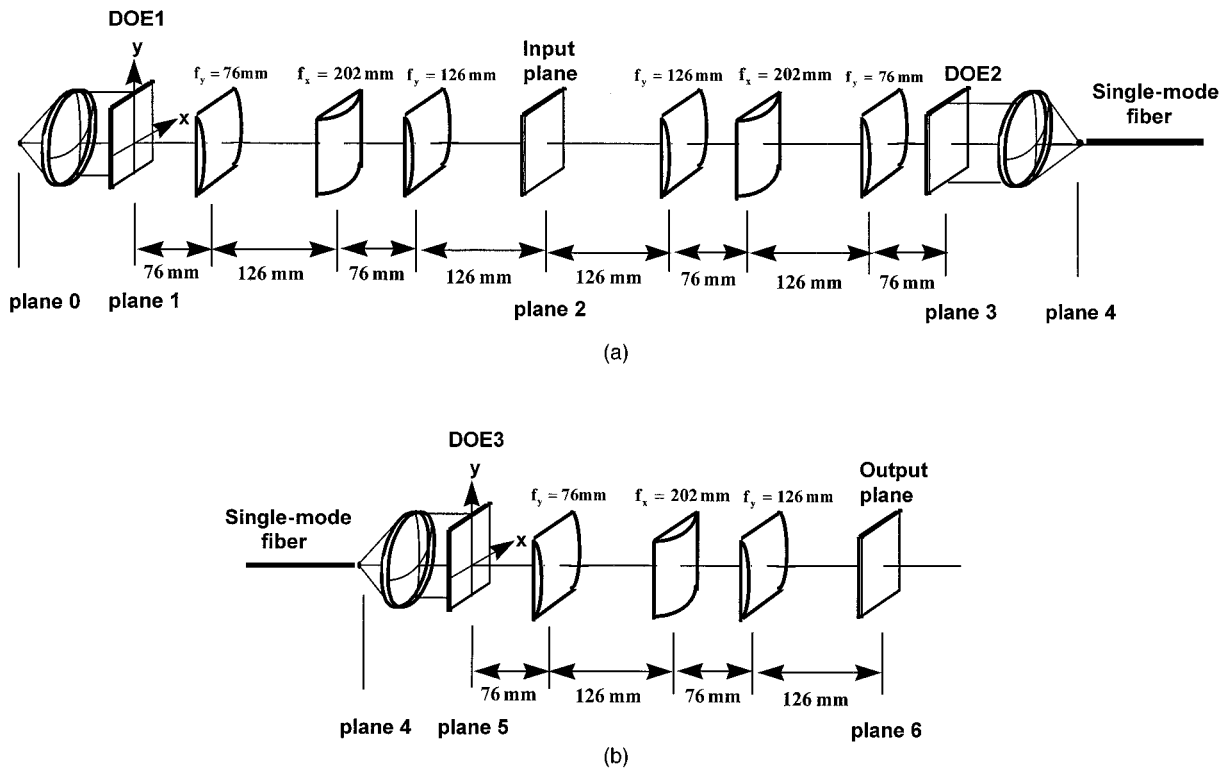 DOE1
y
x
f_y = 76mm
f_x = 202 mm
f_y = 126 mm
Input
plane
f_y = 126 mm
f_x = 202 mm
f_y = 76 mm
DOE2
Single-mode
fiber
76 mm
126 mm
76 mm
126 mm
126 mm
76 mm
126 mm
76 mm
plane 0
plane 1
plane 2
plane 3
plane 4
(a)
DOE3
y
x
Single-mode
fiber
f_y = 76mm
f_x = 202 mm
f_y = 126 mm
Output
plane
76 mm
126 mm
76 mm
126 mm
plane 4
plane 5
plane 6
(b)